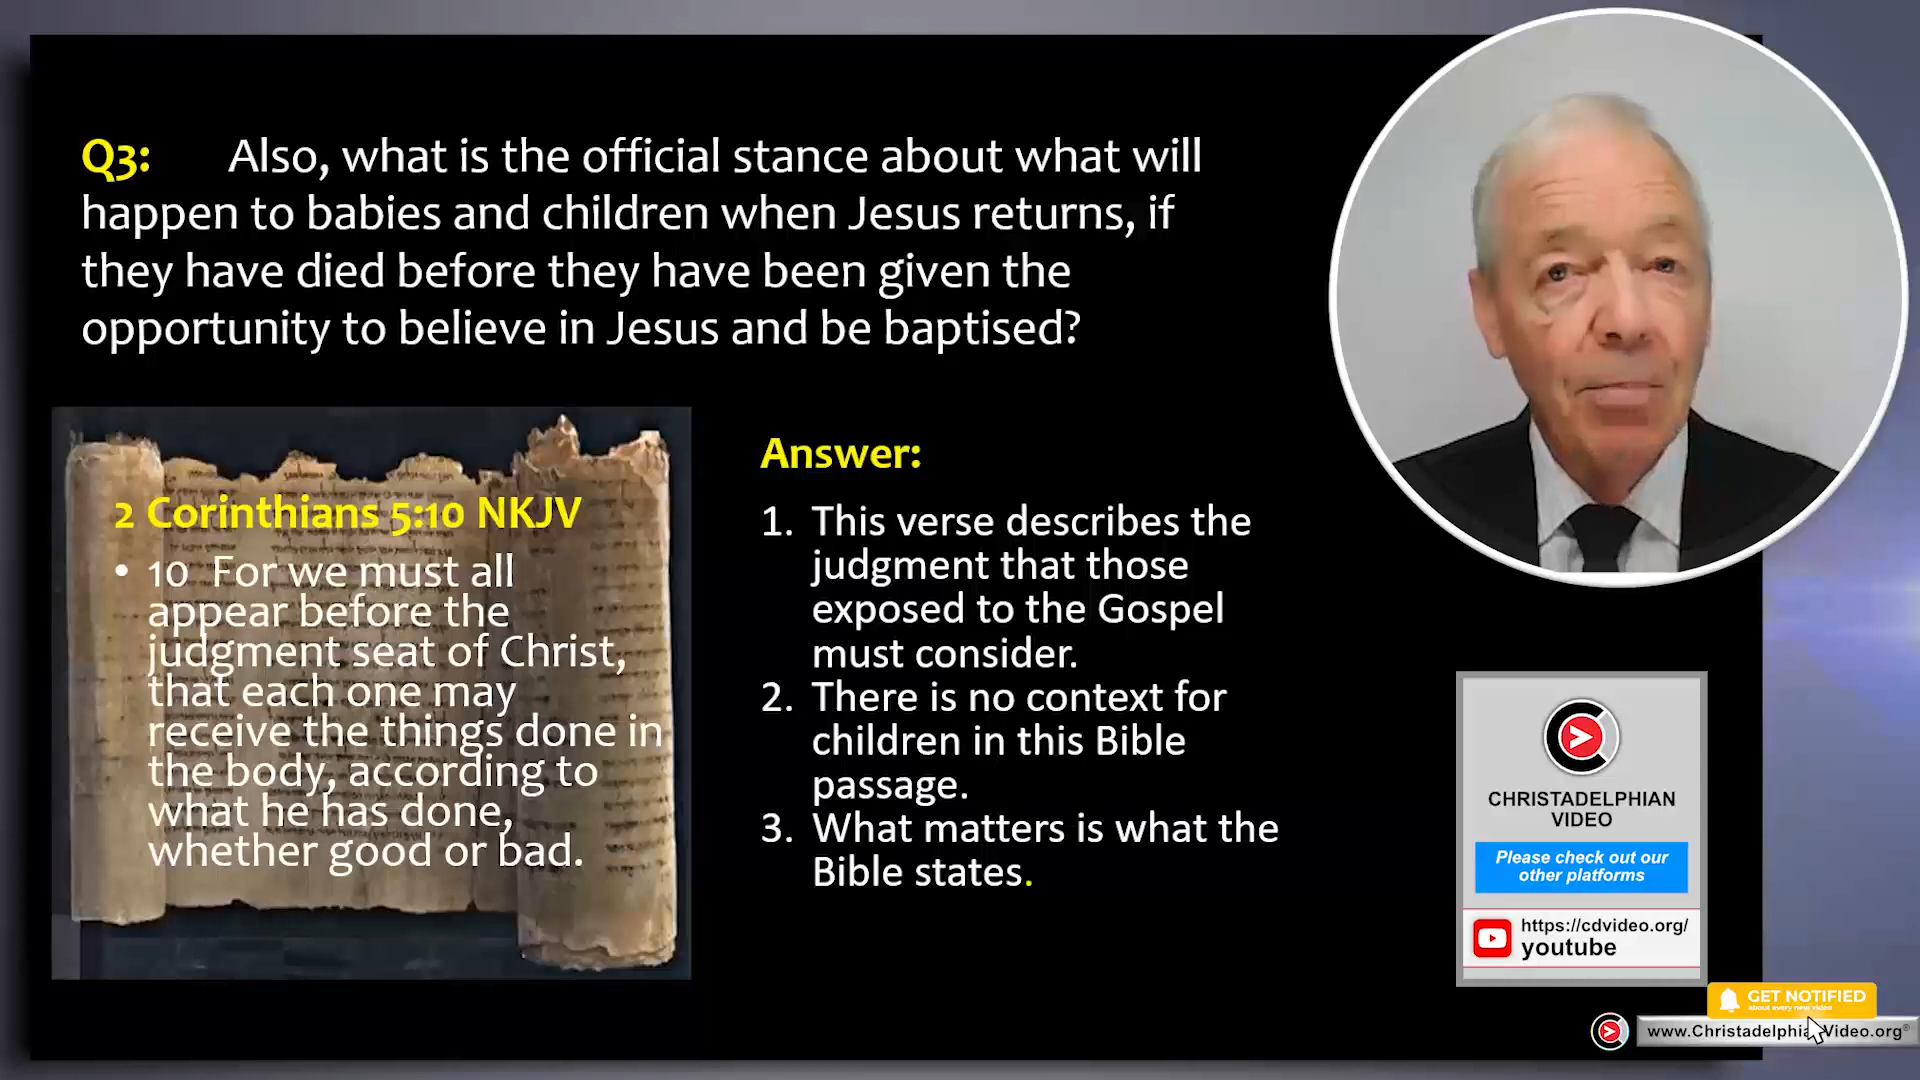 Q3: Also, what is the official stance about what will
happen to babies and children when Jesus returns, if
they have died before they have been given the
opportunity to believe in Jesus and be baptised?
2 Corinthians 5:10 NKJV
• 10 For we must all
appear before the
judgment seat of Christ,
that each one may
receive the things done in
the body, according to
what he has done,
whether good or bad.
Answer:
1. This verse describes the
judgment that those
exposed to the Gospel
must consider.
2. There is no context for
children in this Bible
passage.
3. What matters is what the
Bible states.
CHRISTADELPHIAN
VIDEO
Please check out our
other platforms
https://cdvideo.org/
youtube
GET NOTIFIED
about every new video
www.ChristadelphianVideo.org®